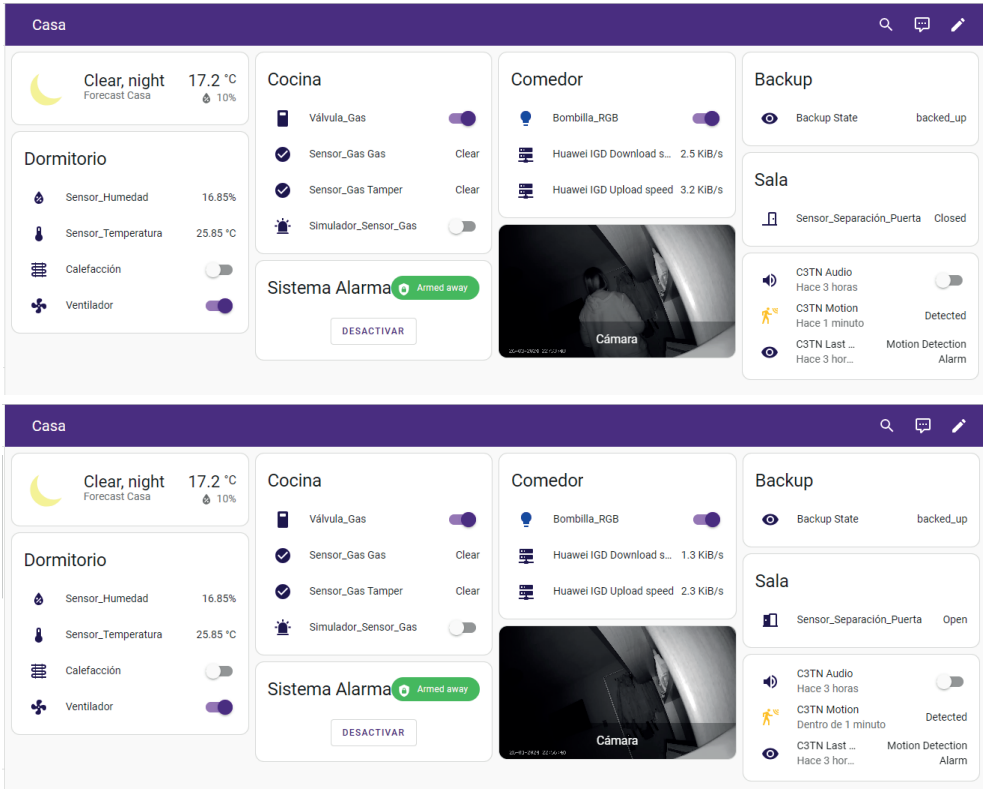 Casa
Clear, night
17.2 °C
Forecast Casa
10%
Dormitorio
Sensor_Humedad 16.85%
Sensor_Temperatura 25.85 °C
Calefacción
Ventilador
Cocina
Válvula_Gas
Sensor_Gas Gas Clear
Sensor_Gas Tamper Clear
Simulador_Sensor_Gas
Sistema Alarma Armed away
DESACTIVAR
Comedor
Bombilla_RGB
Huawei IGD Download s... 2.5 KiB/s
Huawei IGD Upload speed 3.2 KiB/s
Cámara
Backup
Backup State backed_up
Sala
Sensor_Separación_Puerta Closed
C3TN Audio
Hace 3 horas
C3TN Motion
Hace 1 minuto
Detected
C3TN Last ...
Hace 3 hor...
Motion Detection
Alarm
Casa
Clear, night
17.2 °C
Forecast Casa
10%
Dormitorio
Sensor_Humedad 16.85%
Sensor_Temperatura 25.85 °C
Calefacción
Ventilador
Cocina
Válvula_Gas
Sensor_Gas Gas Clear
Sensor_Gas Tamper Clear
Simulador_Sensor_Gas
Sistema Alarma Armed away
DESACTIVAR
Comedor
Bombilla_RGB
Huawei IGD Download s... 1.3 KiB/s
Huawei IGD Upload speed 2.3 KiB/s
Cámara
Backup
Backup State backed_up
Sala
Sensor_Separación_Puerta Open
C3TN Audio
Hace 3 horas
C3TN Motion
Dentro de 1 minuto
Detected
C3TN Last ...
Hace 3 hor...
Motion Detection
Alarm